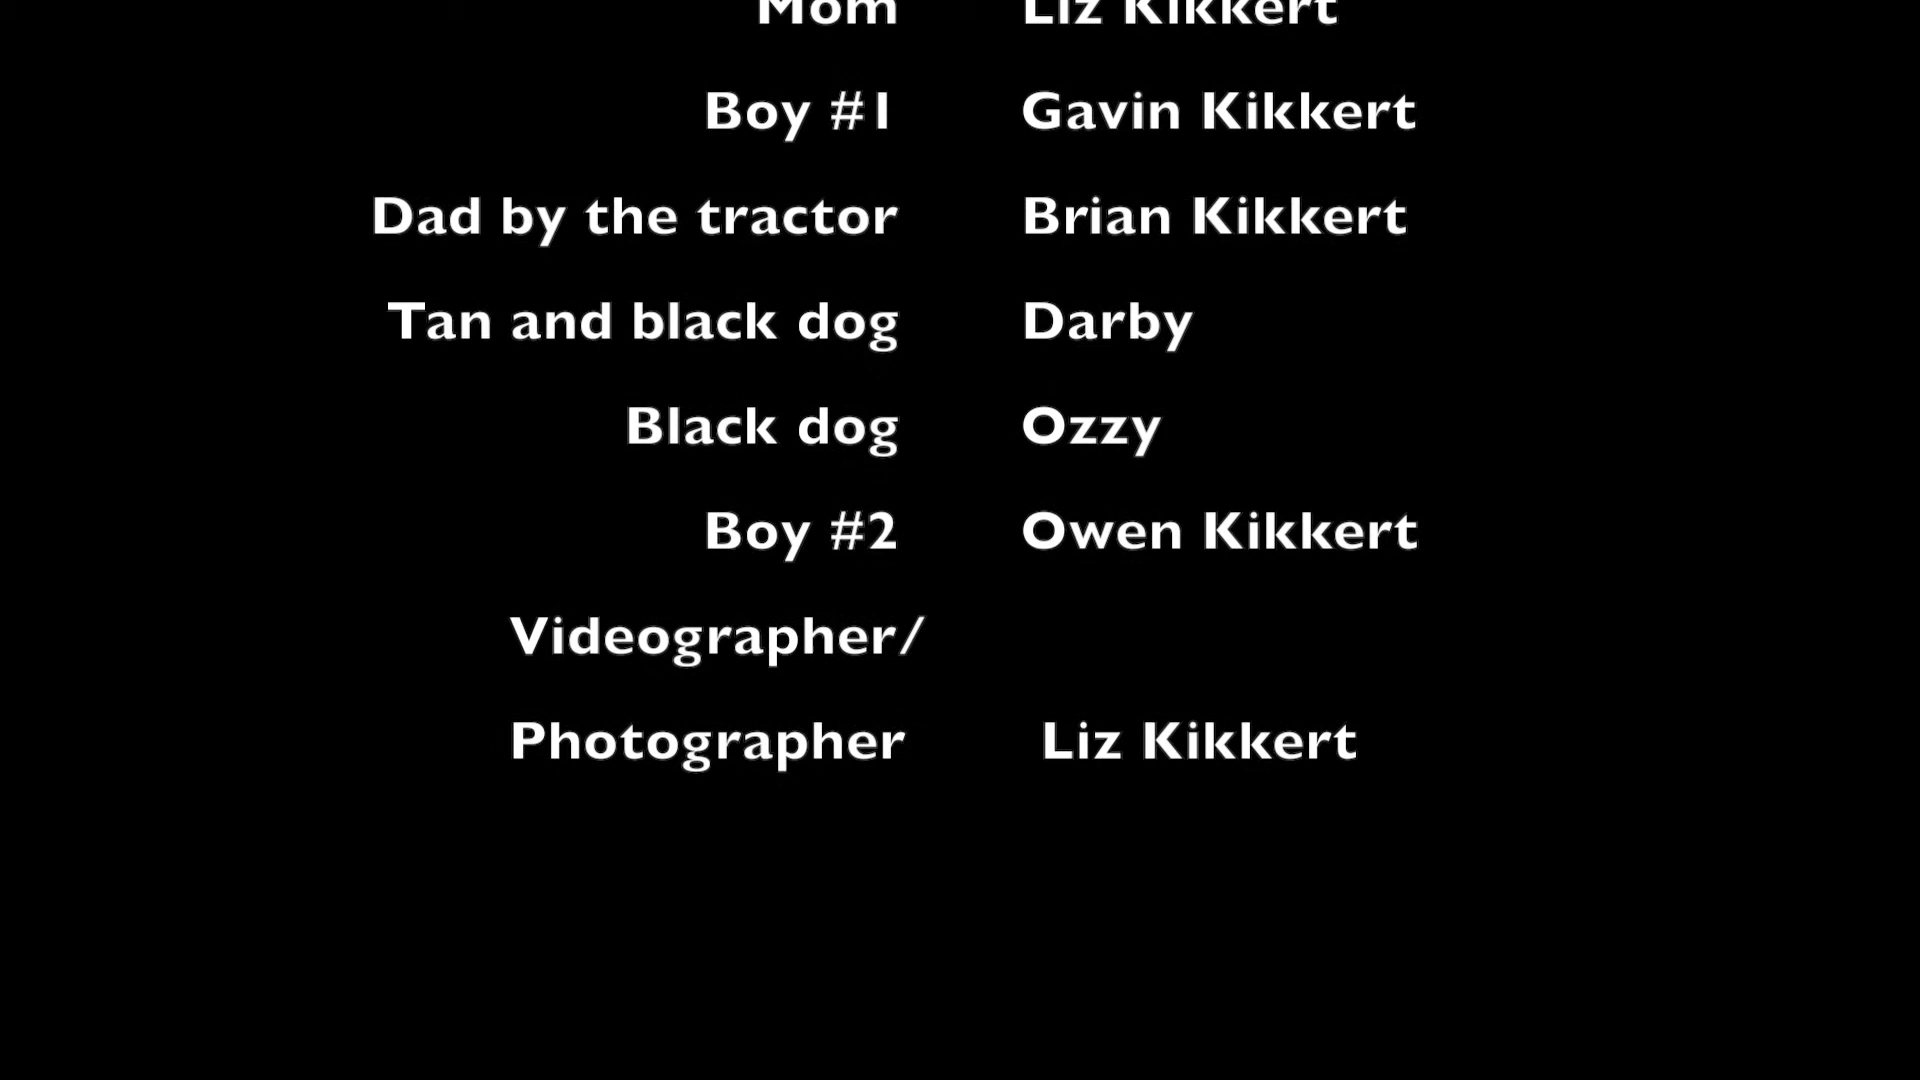 Mom Liz Kikkert
Boy #1 Gavin Kikkert
Dad by the tractor Brian Kikkert
Tan and black dog Darby
Black dog Ozzy
Boy #2 Owen Kikkert
Videographer/
Photographer Liz Kikkert